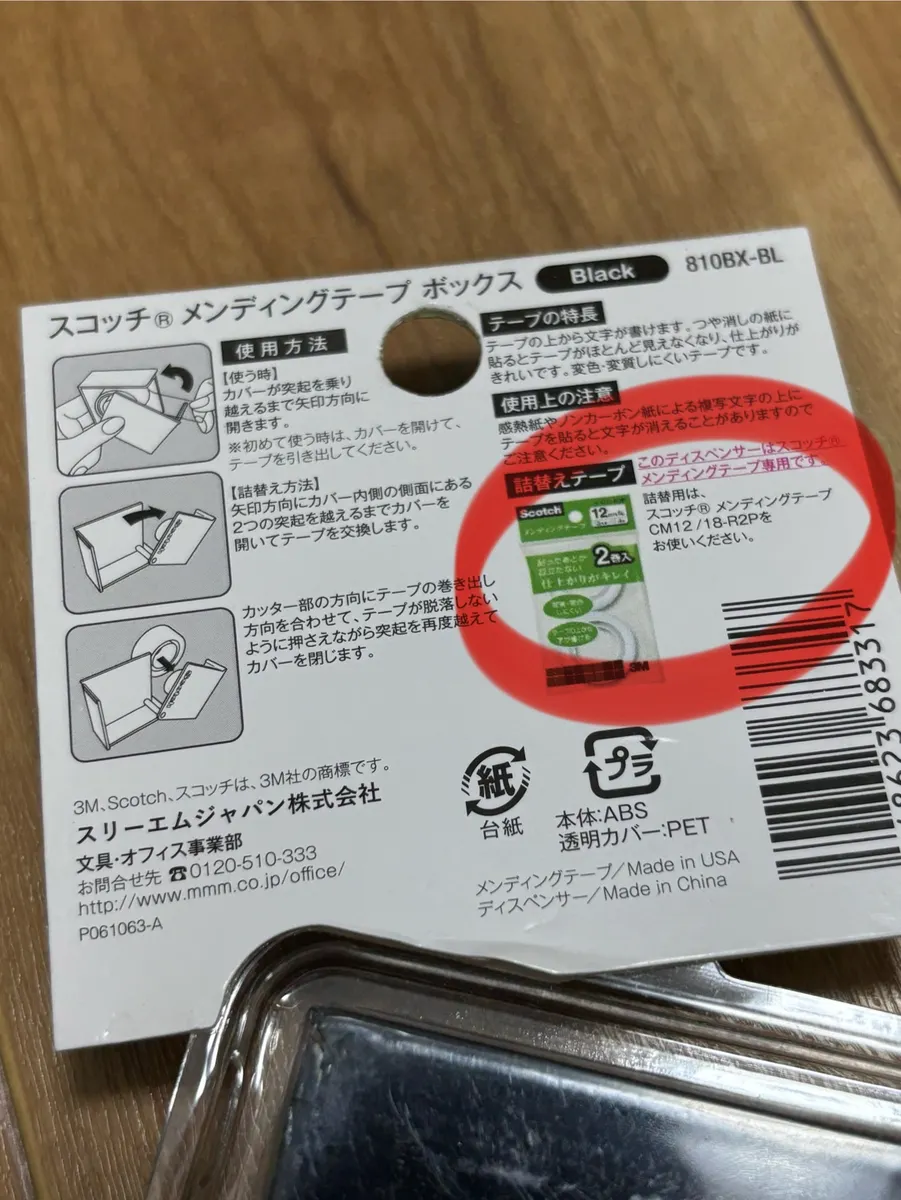 スコッチ® メンディングテープ ボックス Black 810BX-BL
使用方法
【使う時】
カバーが突起を乗り
越えるまで矢印方向に
開きます。
※初めて使う時は、カバーを開けて、
テープを引き出してください。
【詰替え方法】
矢印方向にカバー内側の側面にある
2つの突起を越えるまでカバーを
開いてテープを交換します。
カッター部の方向にテープの巻き出し
方向を合わせて、テープが脱落しない
ように押さえながら突起を再度越えて
カバーを閉じます。
テープの特長
テープの上から文字が書けます。つや消しの紙に
貼るとテープがほとんど見えなくなり、仕上がりが
きれいです。変色・変質しにくいテープです。
使用上の注意
感熱紙やノンカーボン紙による複写文字の上に
テープを貼ると文字が消えることがありますので
ご注意ください。
詰替えテープ
このディスペンサーはスコッチ®
メンディングテープ専用です。
詰替用は、
スコッチ® メンディングテープ
CM12 /18-R2Pを
お使いください。
Scotch
メンディングテープ
12
2巻入
仕上がりがキレイ
3M
3M、Scotch、スコッチは、3M社の商標です。
スリーエムジャパン株式会社
文具・オフィス事業部
お問合せ先 ☎0120-510-333
http://www.mmm.co.jp/office/
P061063-A
紙
台紙
プラ
本体:ABS
透明カバー:PET
メンディングテープ/Made in USA
ディスペンサー/Made in China